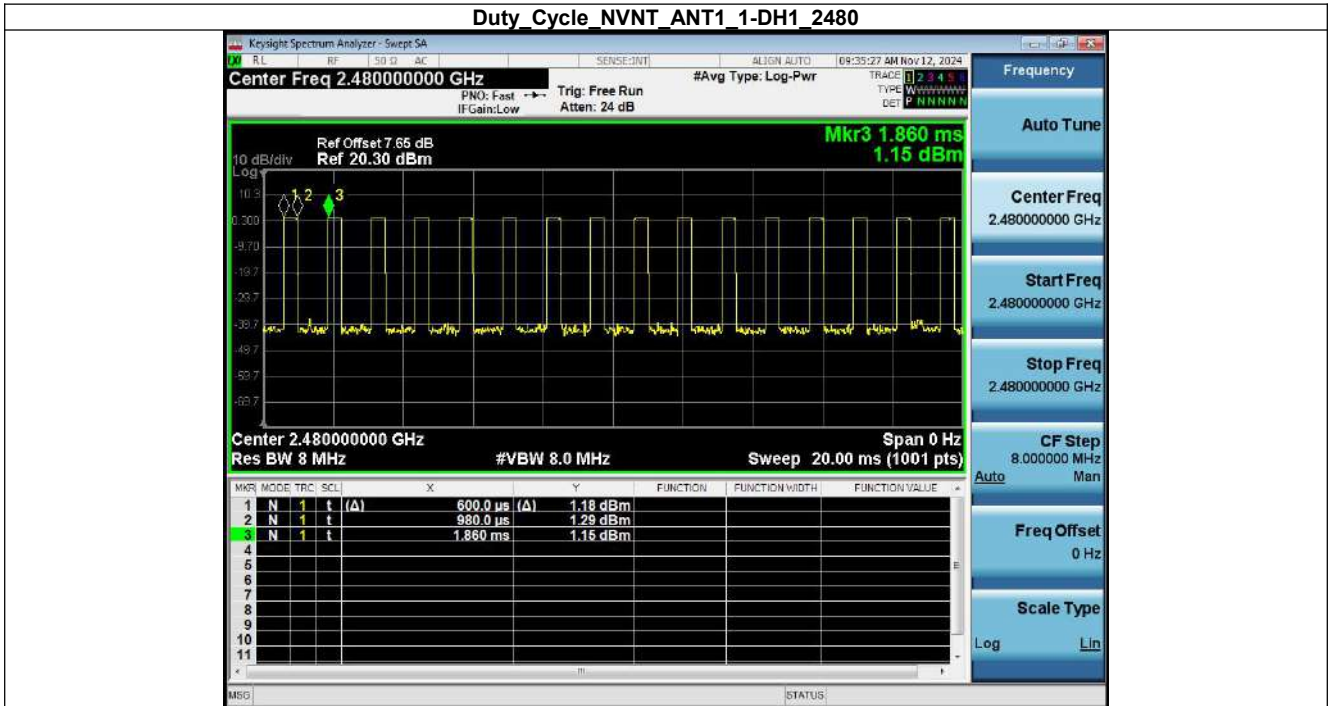 Duty_Cycle_NVNT_ANT1_1-DH1_2480
Keysight Spectrum Analyzer - Swept SA
RL RF 50 Ω AC SENSE:INT ALIGN AUTO 09:35:27 AM Nov 12, 2024
Center Freq 2.480000000 GHz #Avg Type: Log-Pwr TRACE 1 2 3 4 5 6
PNO: Fast Trig: Free Run TYPE W
IFGain:Low Atten: 24 dB DET P N N N N N
Ref Offset 7.65 dB Mkr3 1.860 ms
10 dB/div Ref 20.30 dBm 1.15 dBm
Log
10.3
1 2 3
0.300
-9.70
-19.7
-29.7
-39.7
-49.7
-59.7
-69.7
Center 2.480000000 GHz Span 0 Hz
Res BW 8 MHz #VBW 8.0 MHz Sweep 20.00 ms (1001 pts)
MKR MODE TRC SCL X Y FUNCTION FUNCTION WIDTH FUNCTION VALUE
1 N 1 t (Δ) 600.0 µs (Δ) 1.18 dBm
2 N 1 t 980.0 µs 1.29 dBm
3 N 1 t 1.860 ms 1.15 dBm
4
5
6
7
8
9
10
11
MSG STATUS
Frequency
Auto Tune
Center Freq
2.480000000 GHz
Start Freq
2.480000000 GHz
Stop Freq
2.480000000 GHz
CF Step
8.000000 MHz
Auto Man
Freq Offset
0 Hz
Scale Type
Log Lin